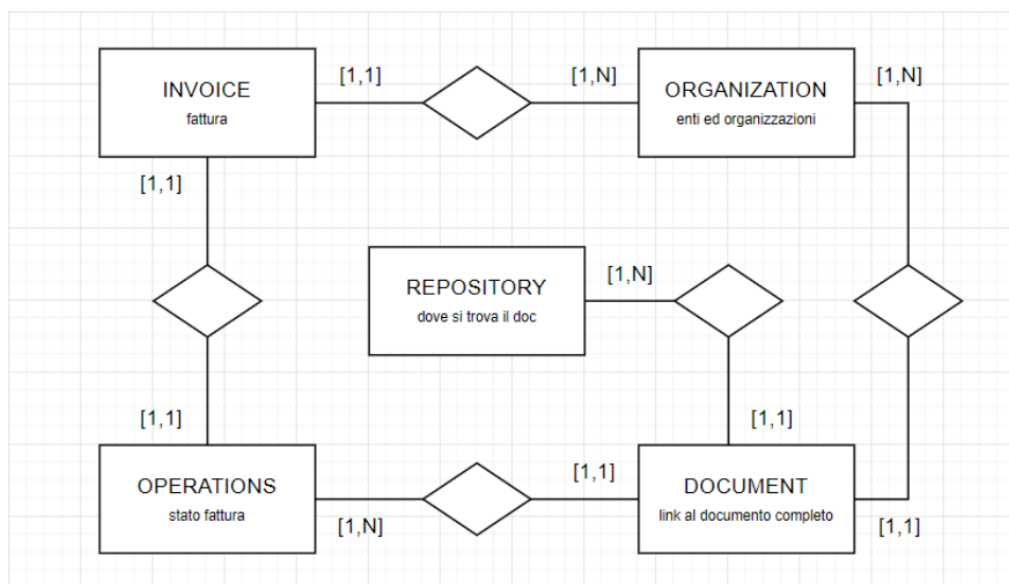 INVOICE
fattura
[1,1]
[1,N]
ORGANIZATION
enti ed organizzazioni
[1,N]
[1,1]
REPOSITORY
dove si trova il doc
[1,N]
[1,1]
OPERATIONS
stato fattura
[1,N]
[1,1]
[1,1]
DOCUMENT
link al documento completo
[1,1]